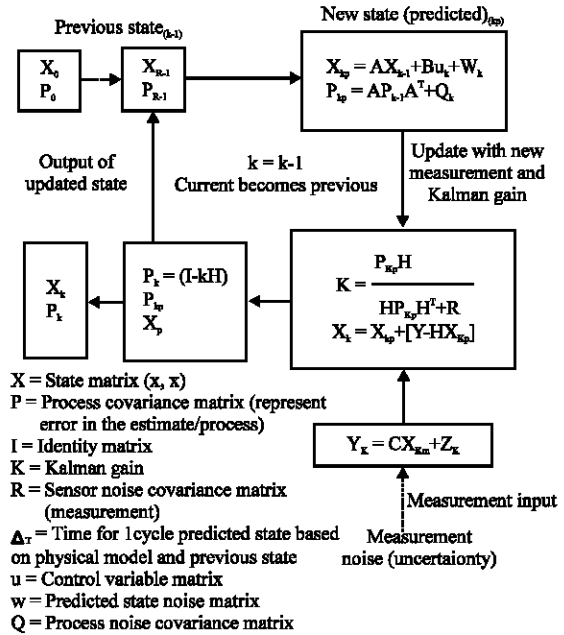 Previous state(k-1)
New state (predicted)(kp)
X0
P0
XR-1
PR-1
Xkp = AXk-1+Buk+Wk
Pkp = APk-1A^T+Qk
Output of
updated state
k = k-1
Current becomes previous
Update with new
measurement and
Kalman gain
Xk
Pk
Pk = (I-kH)
Pkp
Xp
K = PKpH
HPKpH^T+R
Xk = Xkp+[Y-HXKp]
YK = CXKm+ZK
Measurement input
Measurement
noise (uncertaionty)
X = State matrix (x, x)
P = Process covariance matrix (represent
error in the estimate/process)
I = Identity matrix
K = Kalman gain
R = Sensor noise covariance matrix
(measurement)
ΔT = Time for 1cycle predicted state based
on physical model and previous state
u = Control variable matrix
w = Predicted state noise matrix
Q = Process noise covariance matrix